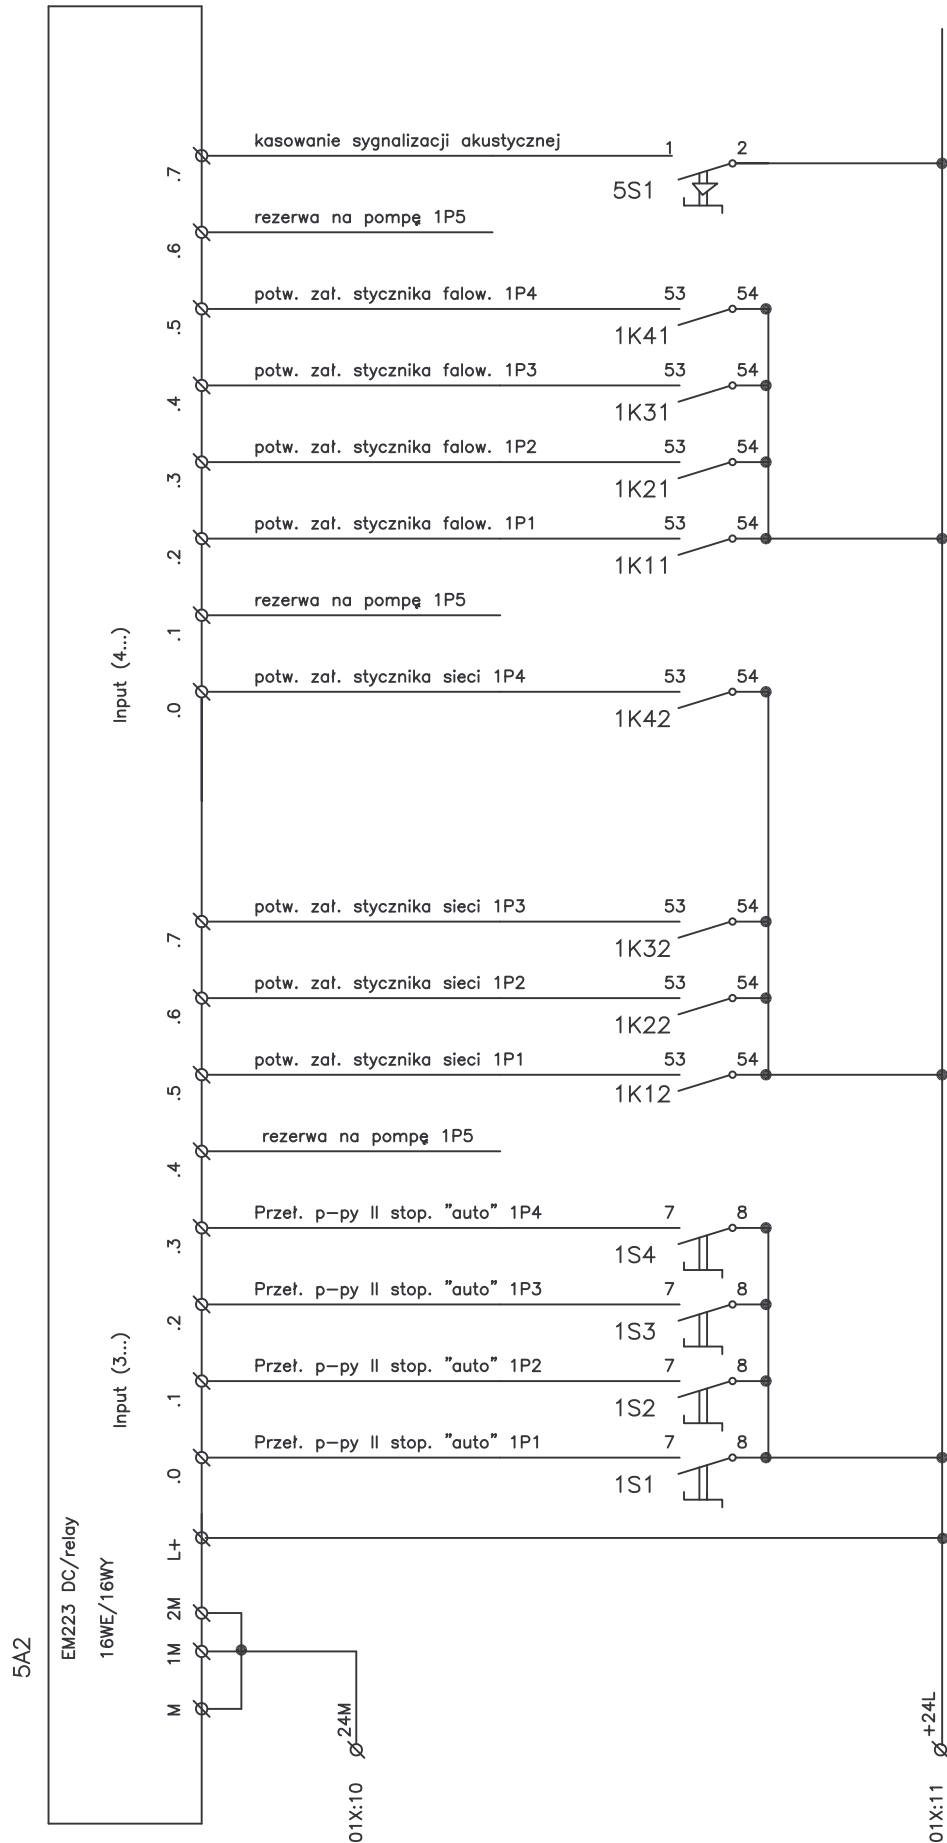 kasowanie sygnalizacji akustycznej 1 2
.7
5S1
rezerwa na pompę 1P5
.6
potw. zał. stycznika falow. 1P4 53 54
.5
1K41
potw. zał. stycznika falow. 1P3 53 54
.4
1K31
potw. zał. stycznika falow. 1P2 53 54
.3
1K21
potw. zał. stycznika falow. 1P1 53 54
.2
1K11
rezerwa na pompę 1P5
.1
Input (4...)
potw. zał. stycznika sieci 1P4 53 54
.0
1K42
potw. zał. stycznika sieci 1P3 53 54
.7
1K32
potw. zał. stycznika sieci 1P2 53 54
.6
1K22
potw. zał. stycznika sieci 1P1 53 54
.5
1K12
rezerwa na pompę 1P5
.4
Przeł. p-py II stop. "auto" 1P4 7 8
.3
1S4
Przeł. p-py II stop. "auto" 1P3 7 8
.2
1S3
Input (3...)
Przeł. p-py II stop. "auto" 1P2 7 8
.1
1S2
Przeł. p-py II stop. "auto" 1P1 7 8
.0
1S1
L+
EM223 DC/relay
16WE/16WY
2M
1M
M
5A2
24M
+24L
01X:10
01X:11